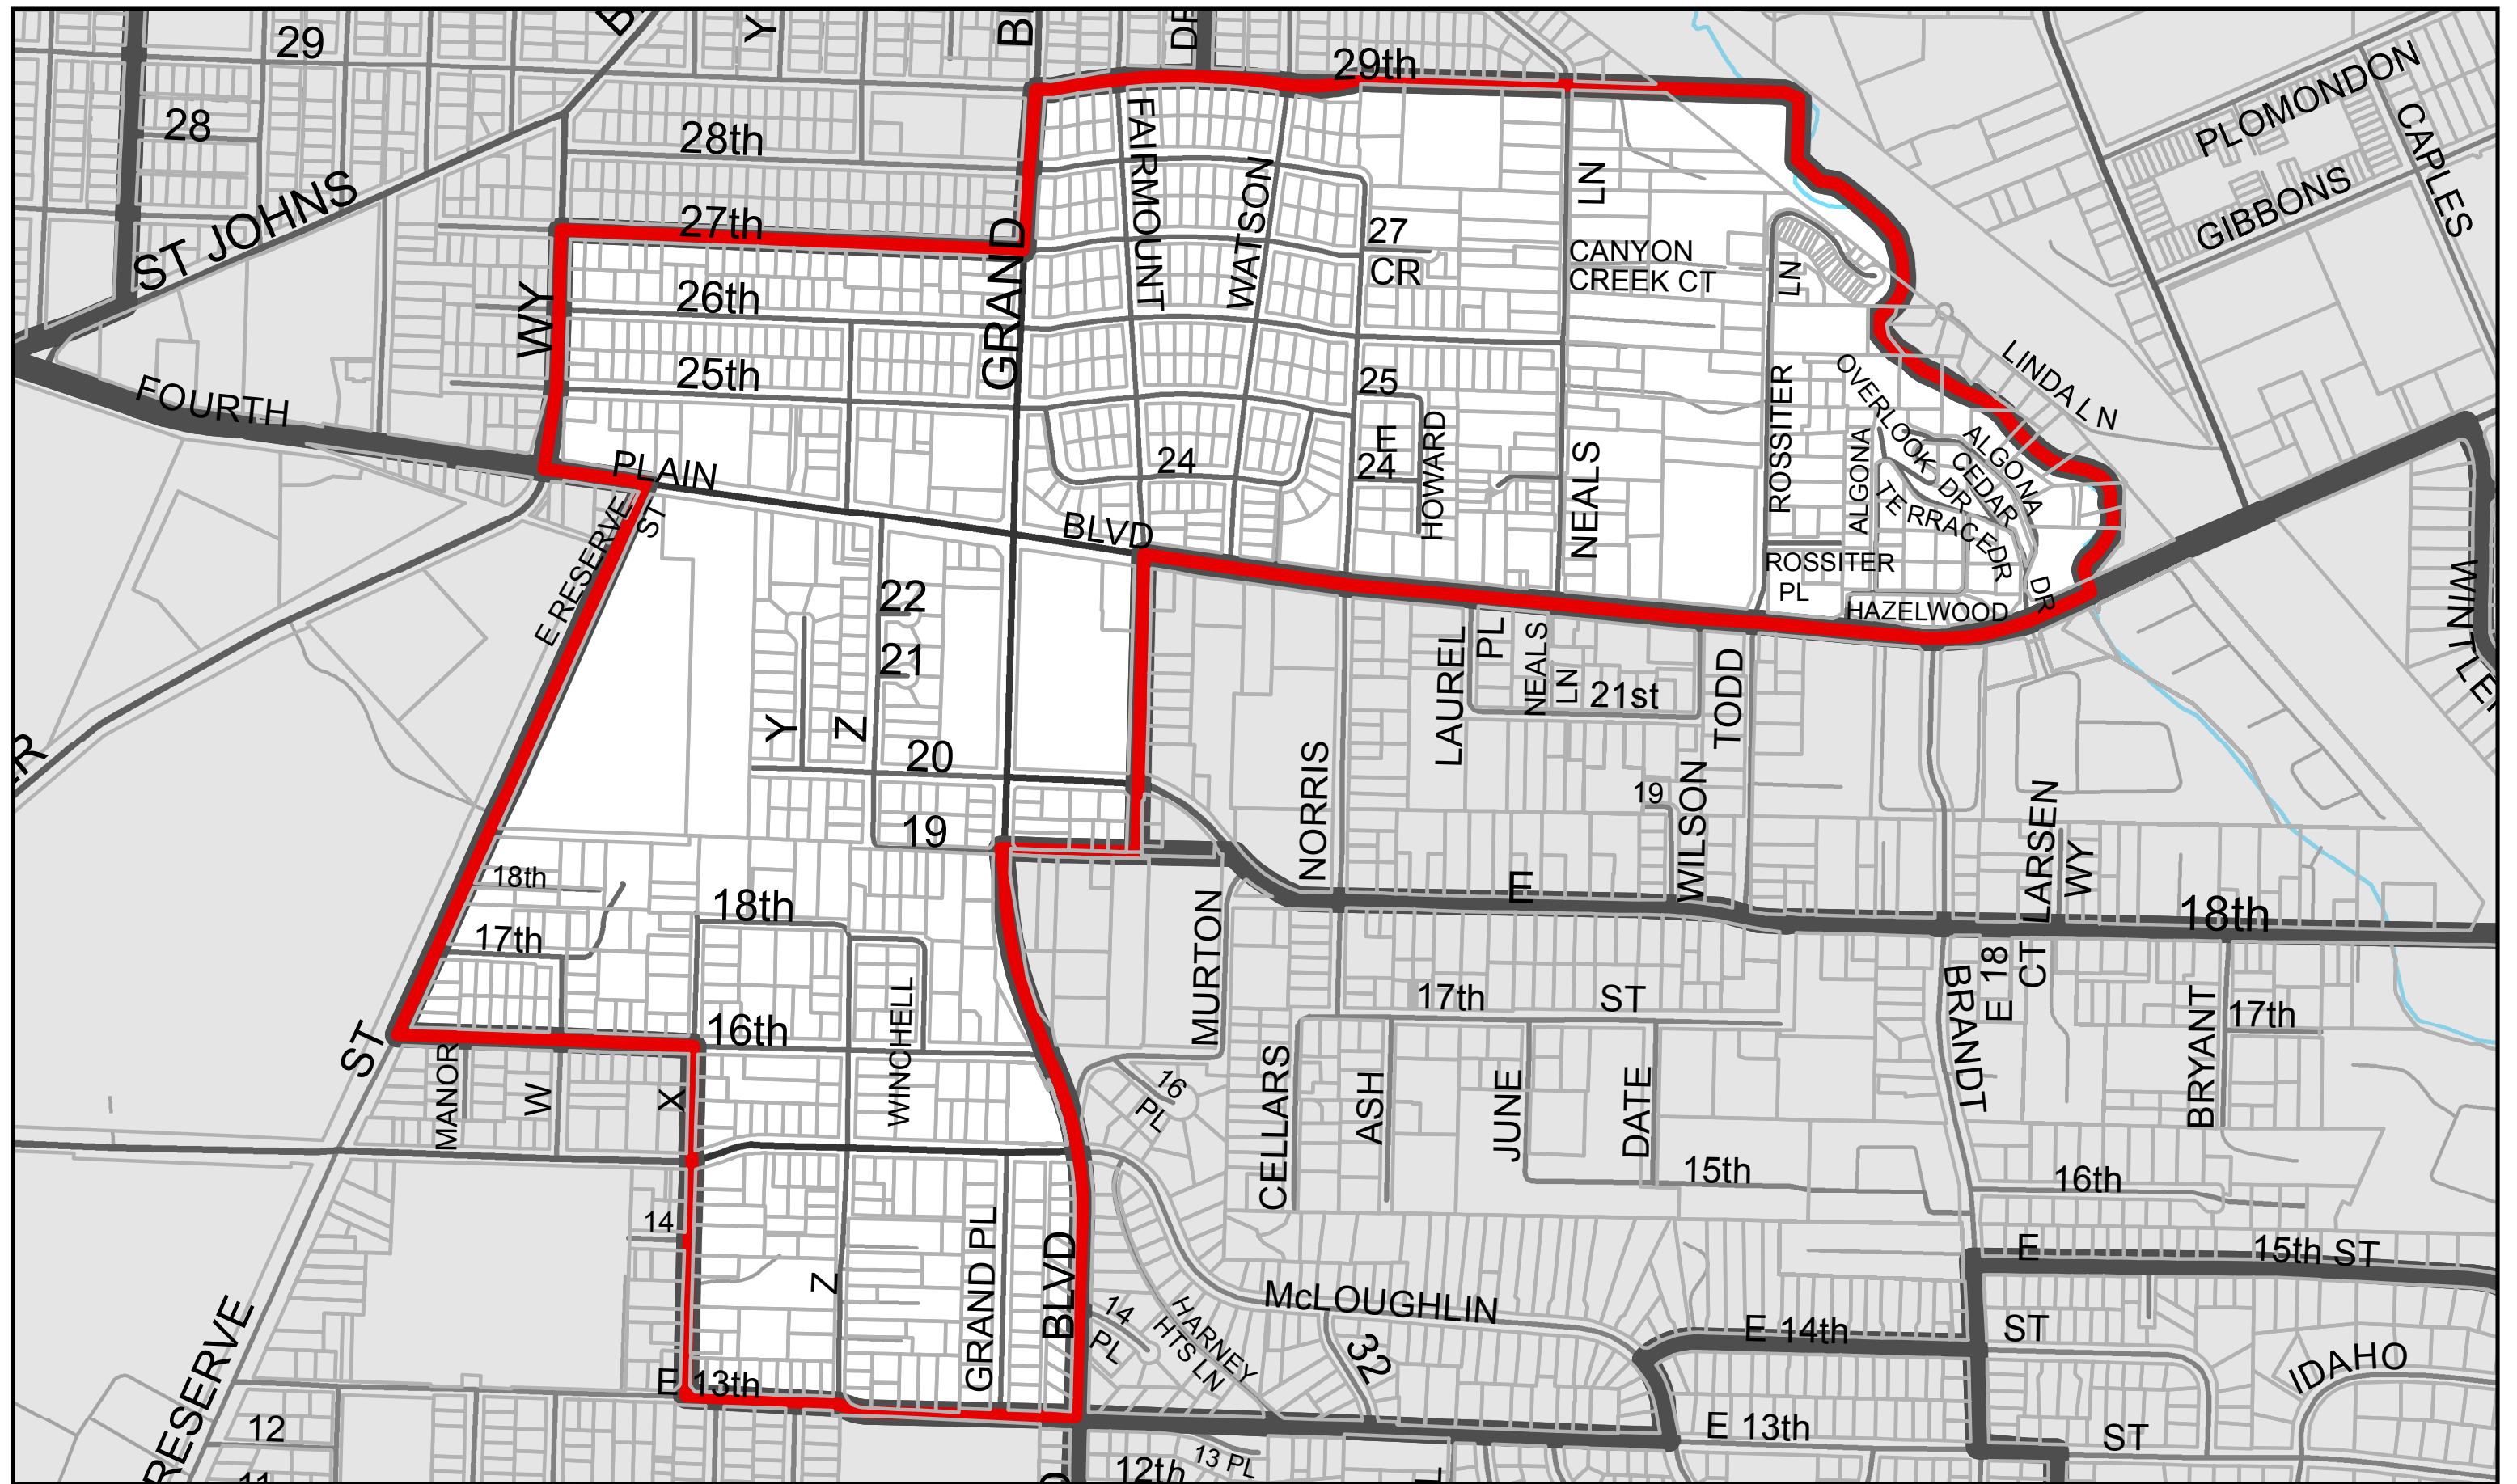 29
Y
29th
PLOMONDON
CAPLES
28
28th
FAIRMOUNT
WATSON
LN
ST JOHNS
27th
27
CR
CANYON
CREEK CT
LN
GIBBONS
WY
26th
GRAND
25th
25
E
24
HOWARD
FOURTH
PLAIN
BLVD
24
NEALS
ROSSITER
OVERLOOK DR
ALGONA
CEDAR
ALGONA
TERRACE DR
LINDA LN
E RESERVE
ST
ROSSITER
PL
HAZELWOOD
DR
22
21
LAUREL
PL
NEALS
LN
21st
TODD
Y
Z
20
19
NORRIS
19
WILSON
LARSEN
WY
18th
17th
18th
WINCHELL
MURTON
E
18th
17th
ST
BRANDT
E 18
CT
BRYANT
17th
ST
16th
MANOR
W
X
16
PL
CELLARS
ASH
JUNE
DATE
15th
16th
14
Z
GRAND PL
BLVD
14
PL
HARNEY
HTS LN
McLOUGHLIN
32
E
15th ST
E 14th
ST
IDAHO
RESERVE
E 13th
12
12th
13 PL
E 13th
ST